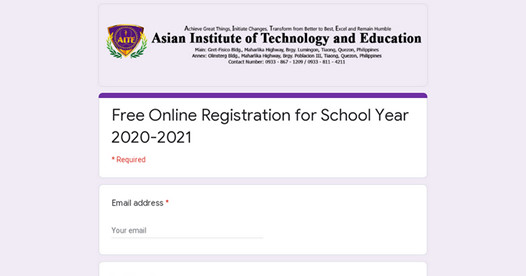 Achieve Great Things, Initiate Changes, Transform from Better to Best, Excel and Remain Humble
AITE
Asian Institute of Technology and Education
Main: Gret-Fisico Bldg., Maharlika Highway, Brgy. Lumingon, Tiaong, Quezon, Philippines
Annex: Olinsterg Bldg., Maharlika Highway, Brgy. Poblacion III, Tiaong, Quezon, Philippines
Contact Number: 0933 - 867 - 1209 / 0933 - 811 - 4211
Free Online Registration for School Year
2020-2021
* Required
Email address *
Your email